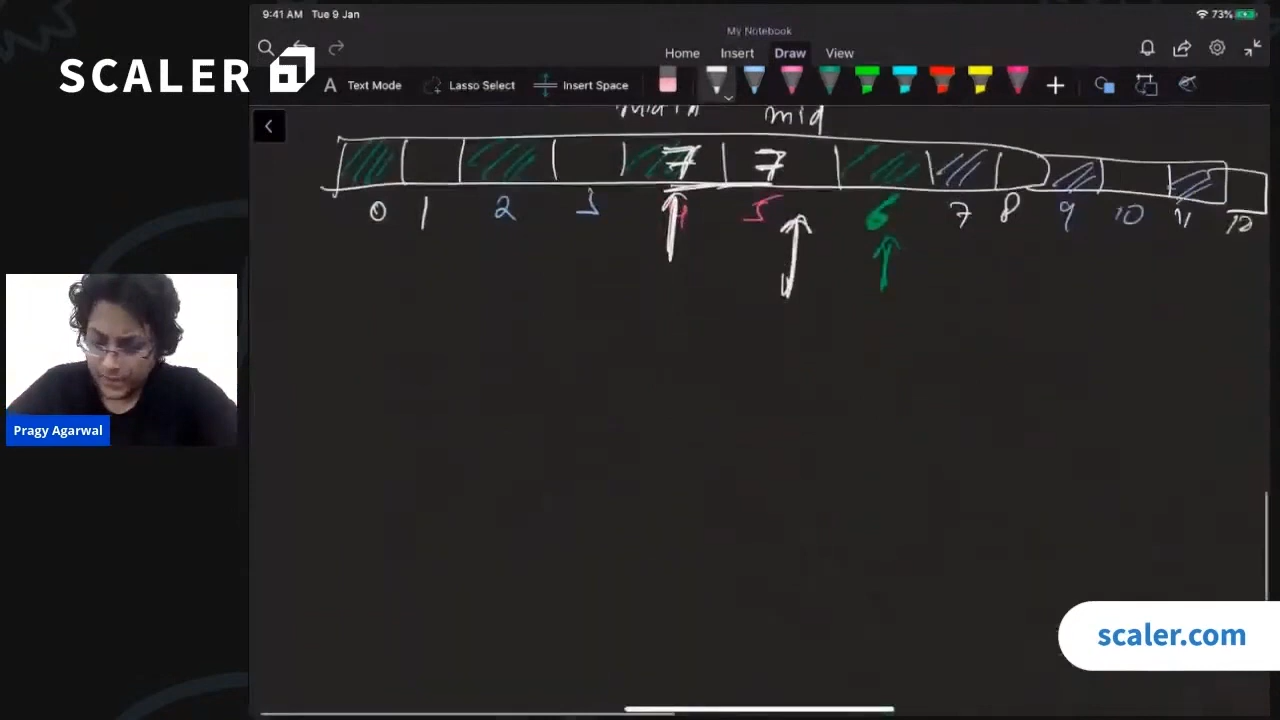 9:41 AM Tue 9 Jan
73%
My Notebook
SCALER
Home Insert Draw View
A Text Mode Lasso Select Insert Space +
mid
7 7
0 1 2 3 4 5 6 7 8 9 10 11 12
Pragy Agarwal
scaler.com